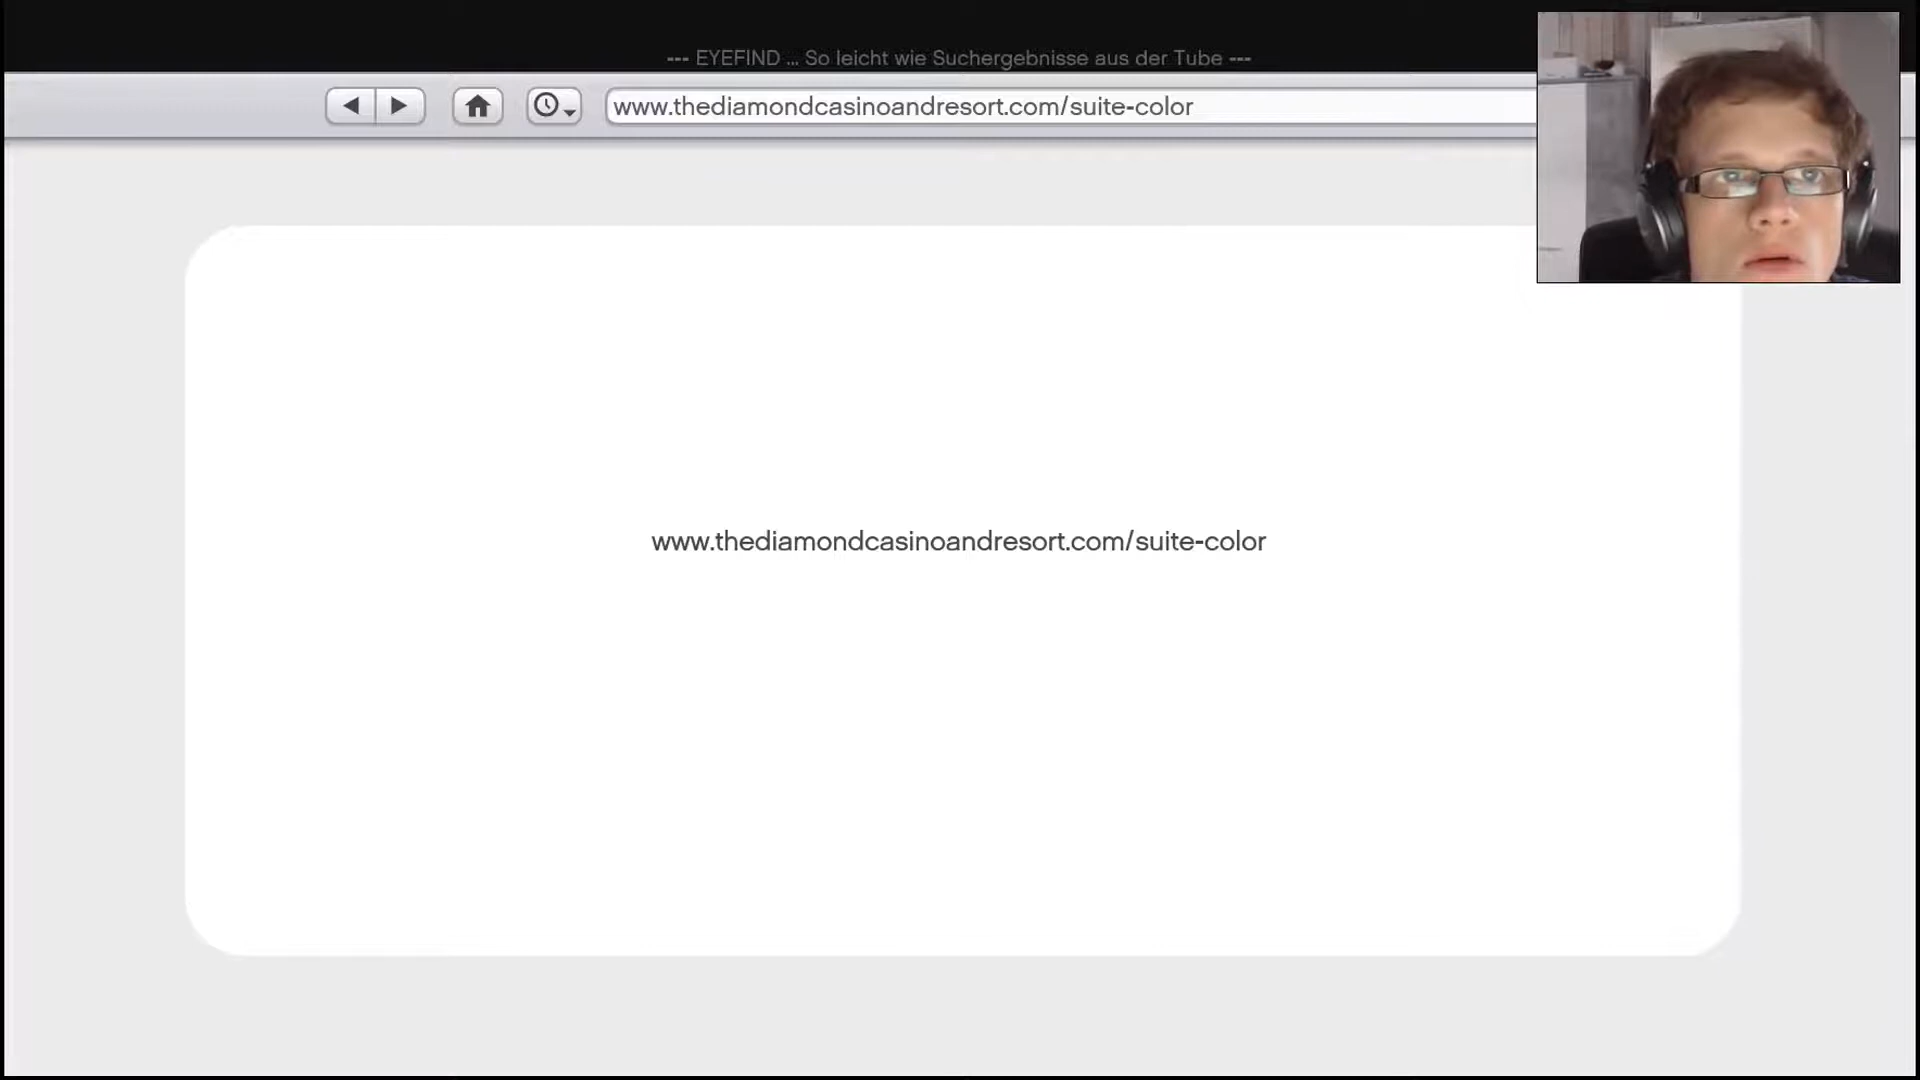 --- EYEFIND ... So leicht wie Suchergebnisse aus der Tube ---
www.thediamondcasinoandresort.com/suite-color
www.thediamondcasinoandresort.com/suite-color